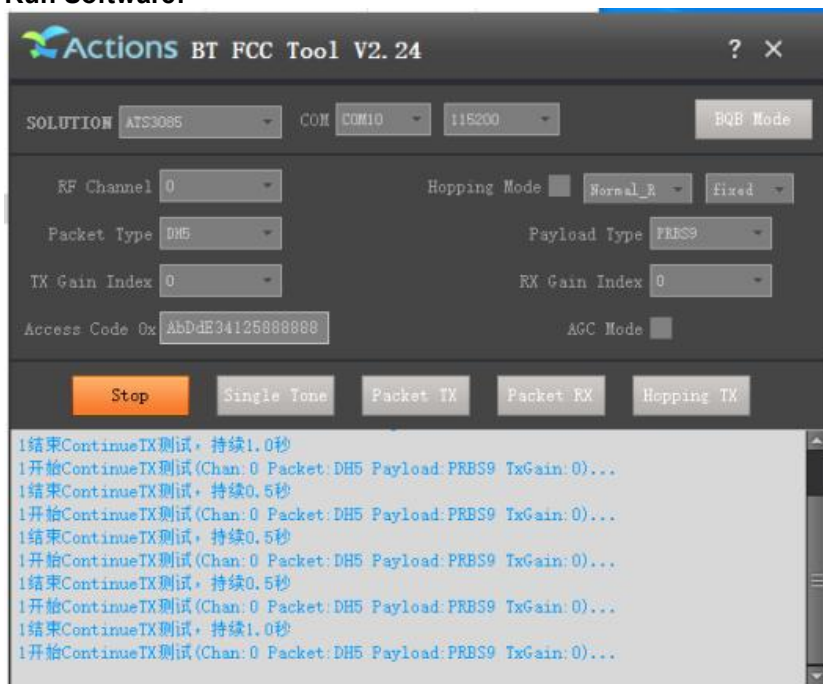 Actions BT FCC Tool V2.24 ? ×
SOLUTION ATS3085 COM COM10 115200 BQB Mode
RF Channel 0 Hopping Mode Normal_R fixed
Packet Type DH5 Payload Type PRBS9
TX Gain Index 0 RX Gain Index 0
Access Code 0x AbDdE34125888888 AGC Mode
Stop Single Tone Packet TX Packet RX Hopping TX
1结束ContinueTX测试，持续1.0秒
1开始ContinueTX测试(Chan:0 Packet:DH5 Payload:PRBS9 TxGain:0)...
1结束ContinueTX测试，持续0.5秒
1开始ContinueTX测试(Chan:0 Packet:DH5 Payload:PRBS9 TxGain:0)...
1结束ContinueTX测试，持续0.5秒
1开始ContinueTX测试(Chan:0 Packet:DH5 Payload:PRBS9 TxGain:0)...
1结束ContinueTX测试，持续0.5秒
1开始ContinueTX测试(Chan:0 Packet:DH5 Payload:PRBS9 TxGain:0)...
1结束ContinueTX测试，持续1.0秒
1开始ContinueTX测试(Chan:0 Packet:DH5 Payload:PRBS9 TxGain:0)...